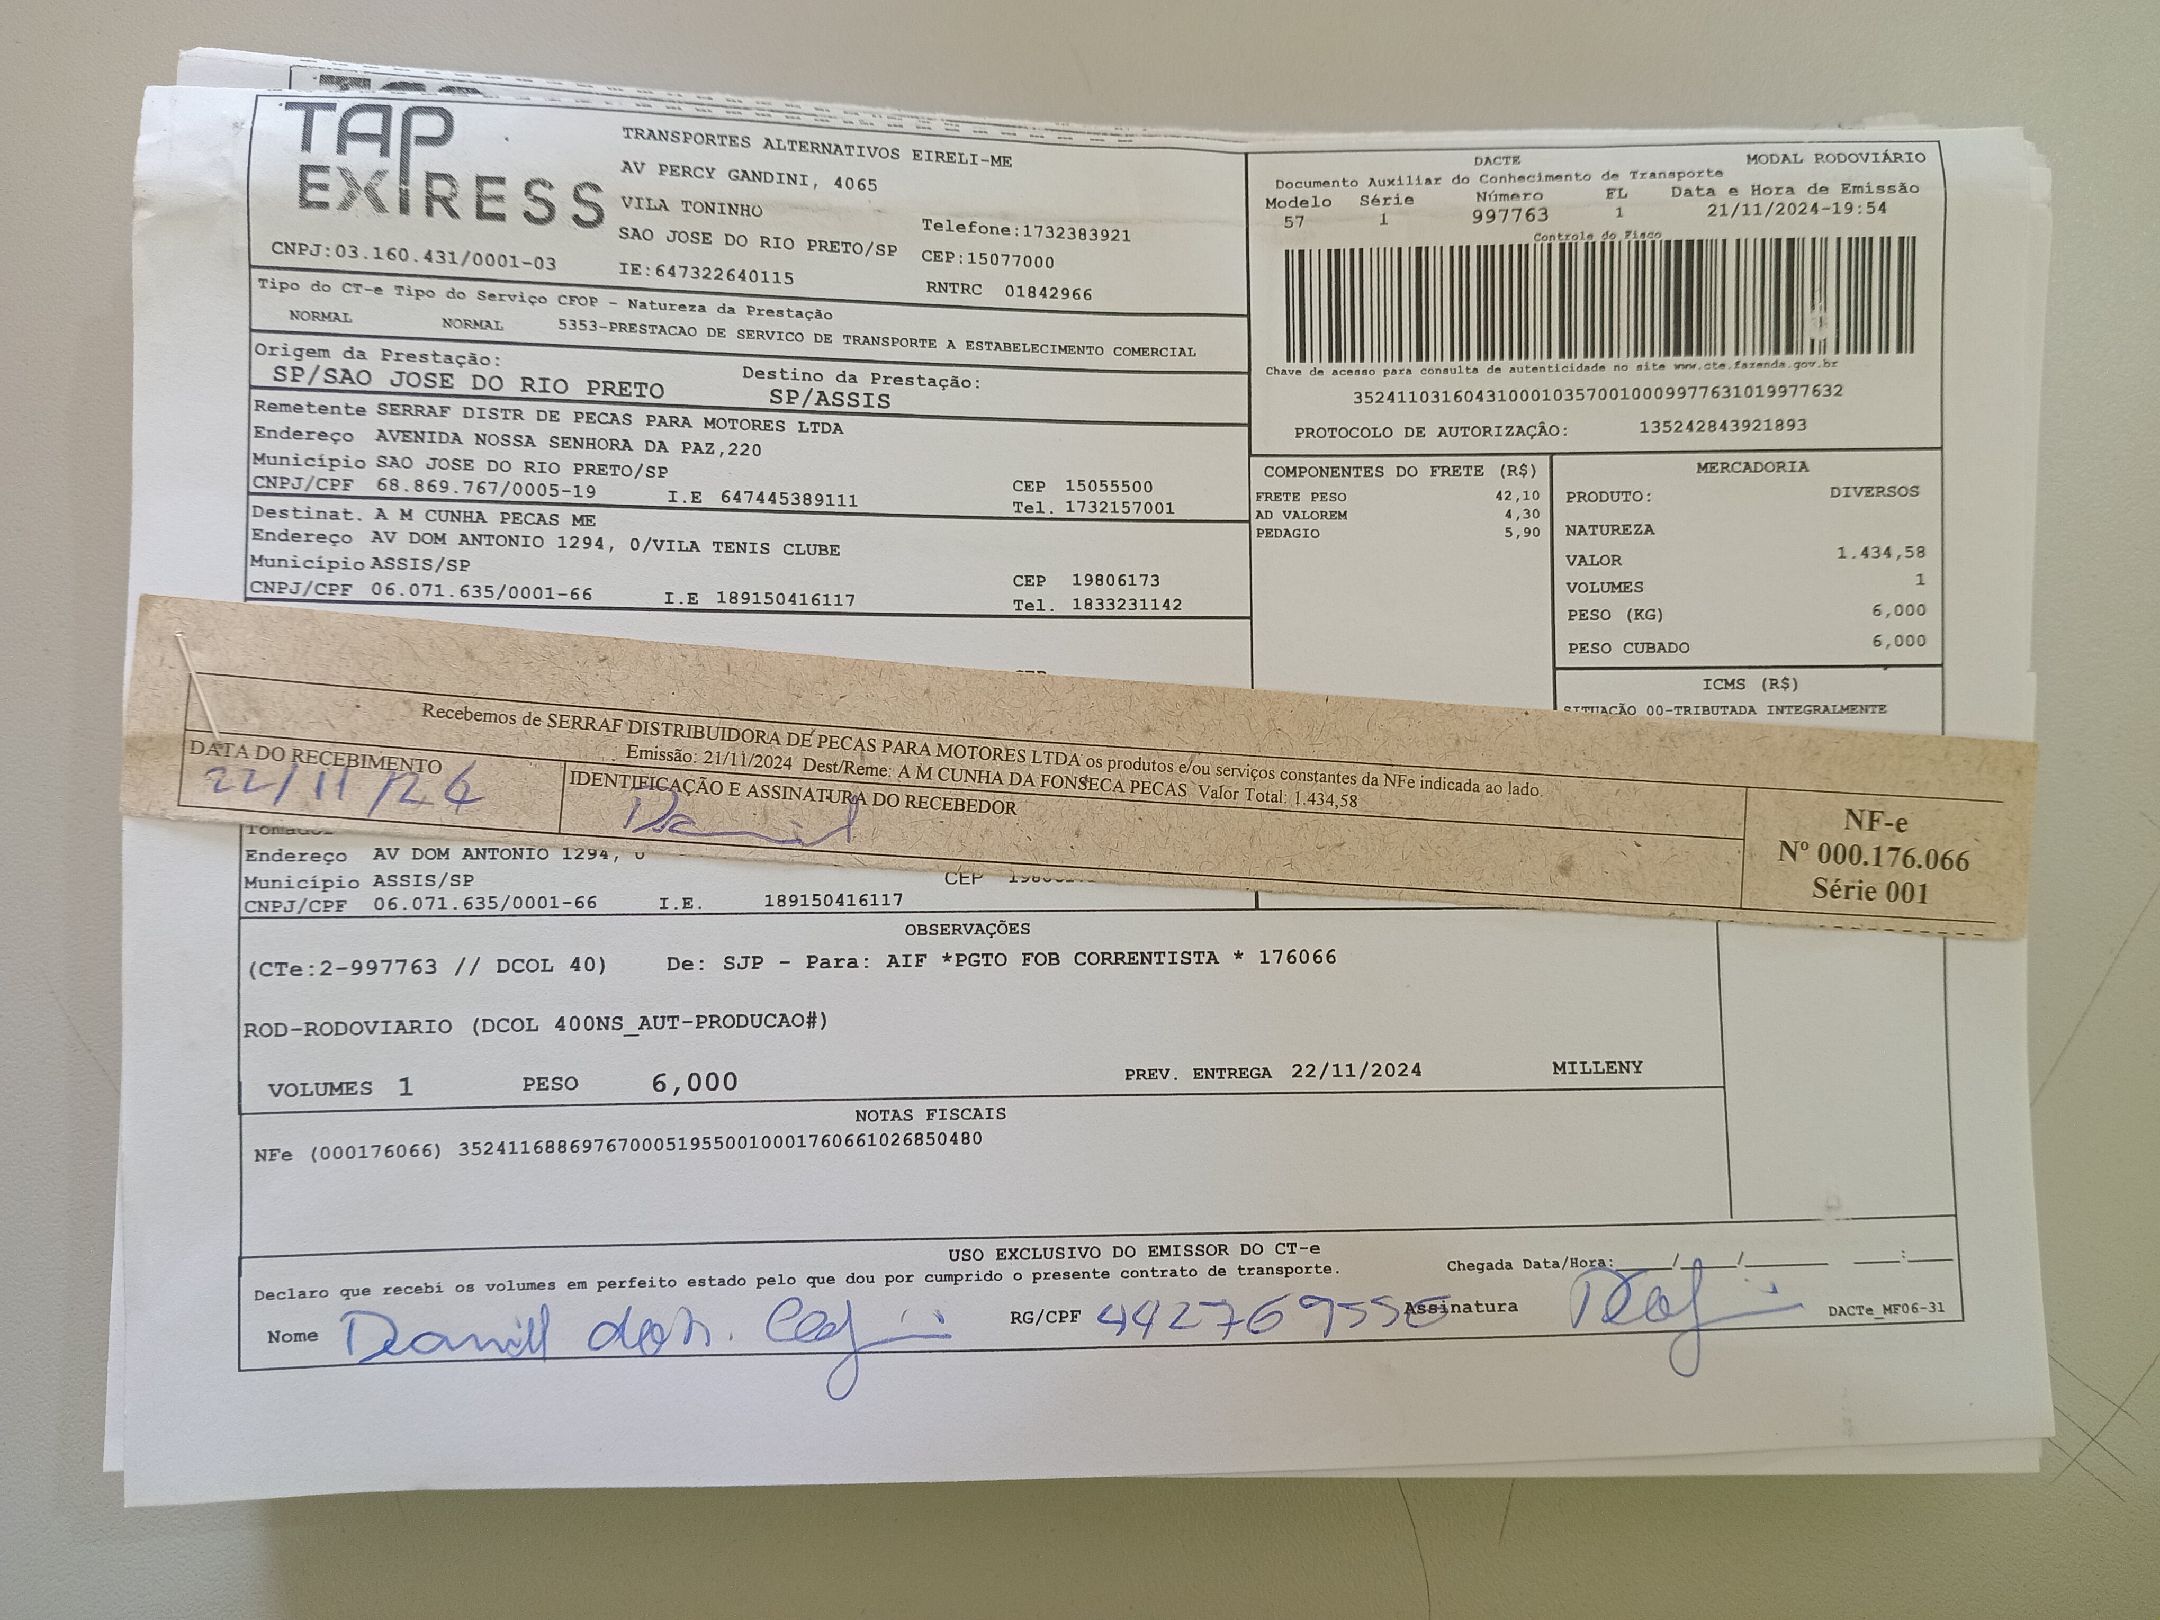 TAP
EXPRESS
TRANSPORTES ALTERNATIVOS EIRELI-ME
AV PERCY GANDINI, 4065
VILA TONINHO
SAO JOSE DO RIO PRETO/SP
Telefone:1732383921
CEP:15077000
CNPJ:03.160.431/0001-03
IE:647322640115
RNTRC 01842966
DACTE
MODAL RODOVIÁRIO
Documento Auxiliar do Conhecimento de Transporte
Modelo Série Número FL Data e Hora de Emissão
57 1 997763 1 21/11/2024-19:54
Controle do Fisco
Chave de acesso para consulta de autenticidade no site www.cte.fazenda.gov.br
35241103160431000103570010009977631019977632
PROTOCOLO DE AUTORIZAÇÂO: 135242843921893
Tipo do CT-e Tipo do Serviço CFOP - Natureza da Prestação
NORMAL NORMAL 5353-PRESTACAO DE SERVICO DE TRANSPORTE A ESTABELECIMENTO COMERCIAL
Origem da Prestação: Destino da Prestação:
SP/SAO JOSE DO RIO PRETO SP/ASSIS
Remetente SERRAF DISTR DE PECAS PARA MOTORES LTDA
Endereço AVENIDA NOSSA SENHORA DA PAZ,220
Município SAO JOSE DO RIO PRETO/SP CEP 15055500
CNPJ/CPF 68.869.767/0005-19 I.E 647445389111 Tel. 1732157001
Destinat. A M CUNHA PECAS ME
Endereço AV DOM ANTONIO 1294, 0/VILA TENIS CLUBE
Município ASSIS/SP CEP 19806173
CNPJ/CPF 06.071.635/0001-66 I.E 189150416117 Tel. 1833231142
COMPONENTES DO FRETE (R$)
FRETE PESO 42,10
AD VALOREM 4,30
PEDAGIO 5,90
MERCADORIA
PRODUTO: DIVERSOS
NATUREZA
VALOR 1.434,58
VOLUMES 1
PESO (KG) 6,000
PESO CUBADO 6,000
ICMS (R$)
SITUAÇÃO 00-TRIBUTADA INTEGRALMENTE
Recebemos de SERRAF DISTRIBUIDORA DE PECAS PARA MOTORES LTDA os produtos e/ou serviços constantes da NFe indicada ao lado.
Emissão: 21/11/2024 Dest/Reme: A M CUNHA DA FONSECA PECAS Valor Total: 1.434,58
DATA DO RECEBIMENTO
22/11/24
IDENTIFICAÇÃO E ASSINATURA DO RECEBEDOR
NF-e
Nº 000.176.066
Série 001
Endereço AV DOM ANTONIO 1294, 0
Município ASSIS/SP CEP
CNPJ/CPF 06.071.635/0001-66 I.E. 189150416117
OBSERVAÇÕES
(CTe:2-997763 // DCOL 40) De: SJP - Para: AIF *PGTO FOB CORRENTISTA * 176066
ROD-RODOVIARIO (DCOL 400NS_AUT-PRODUCAO#)
VOLUMES 1 PESO 6,000 PREV. ENTREGA 22/11/2024 MILLENY
NOTAS FISCAIS
NFe (000176066) 35241168869767000519550010001760661026850480
USO EXCLUSIVO DO EMISSOR DO CT-e
Declaro que recebi os volumes em perfeito estado pelo que dou por cumprido o presente contrato de transporte.
Chegada Data/Hora:____/____/______ ____:____
Nome RG/CPF 442769556 Assinatura
DACTe_MF06-31